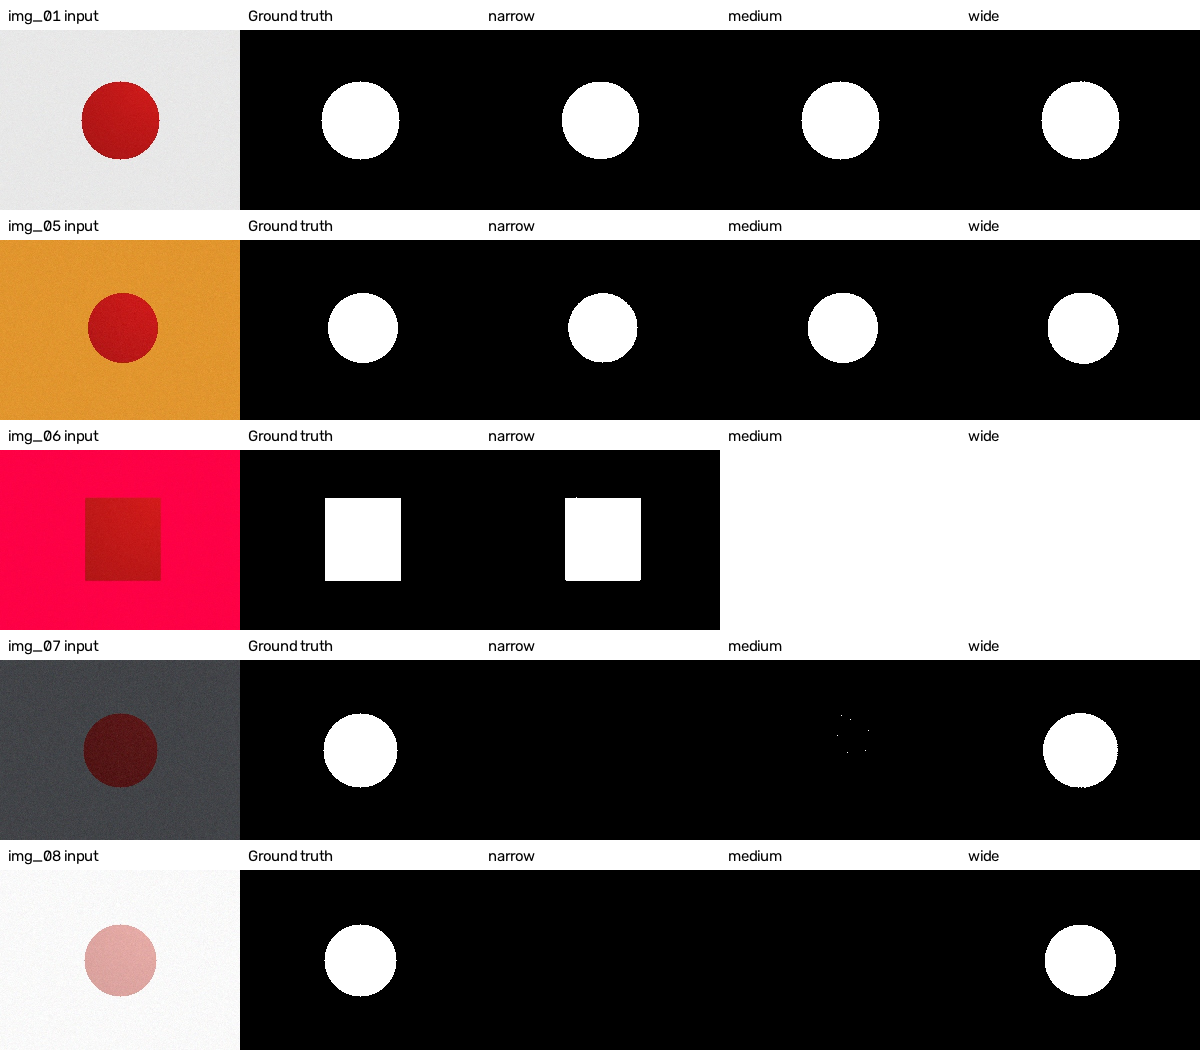 img_01 input Ground truth narrow medium wide
img_05 input Ground truth narrow medium wide
img_06 input Ground truth narrow medium wide
img_07 input Ground truth narrow medium wide
img_08 input Ground truth narrow medium wide